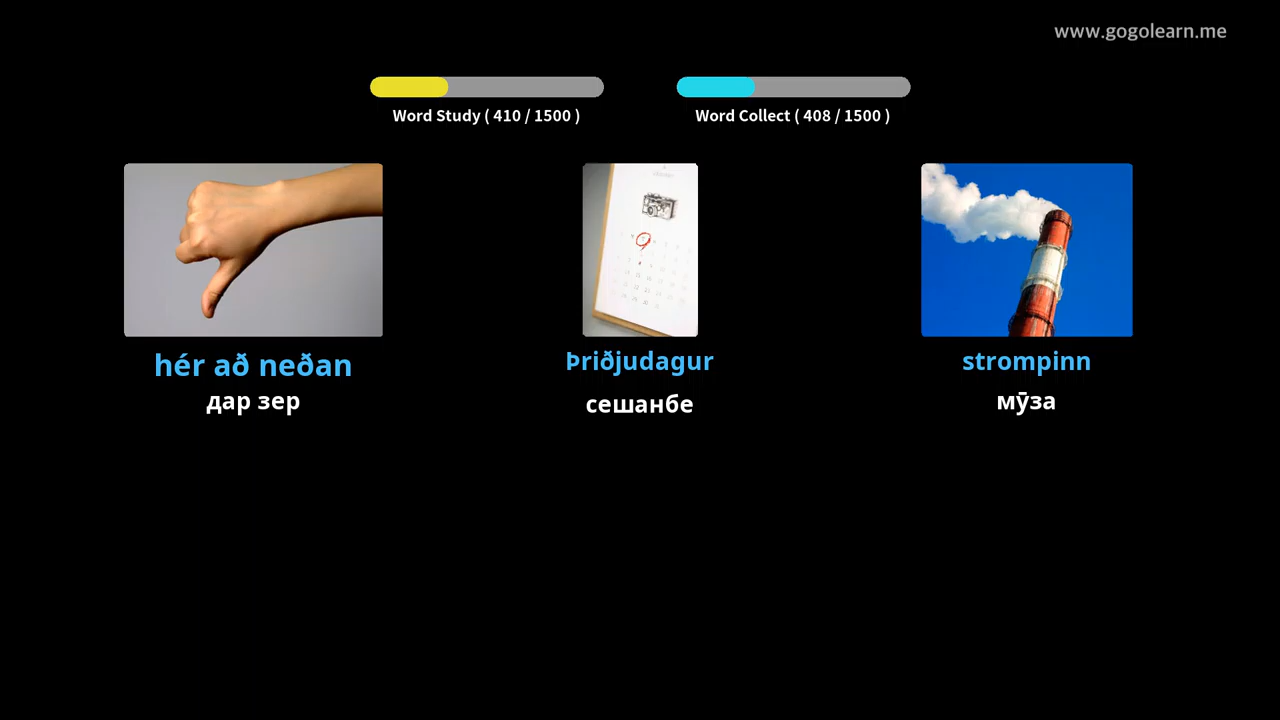 www.gogolearn.me
Word Study ( 410 / 1500 )
Word Collect ( 408 / 1500 )
hér að neðan
Þriðjudagur
strompinn
дар зер
сешанбе
мӯза